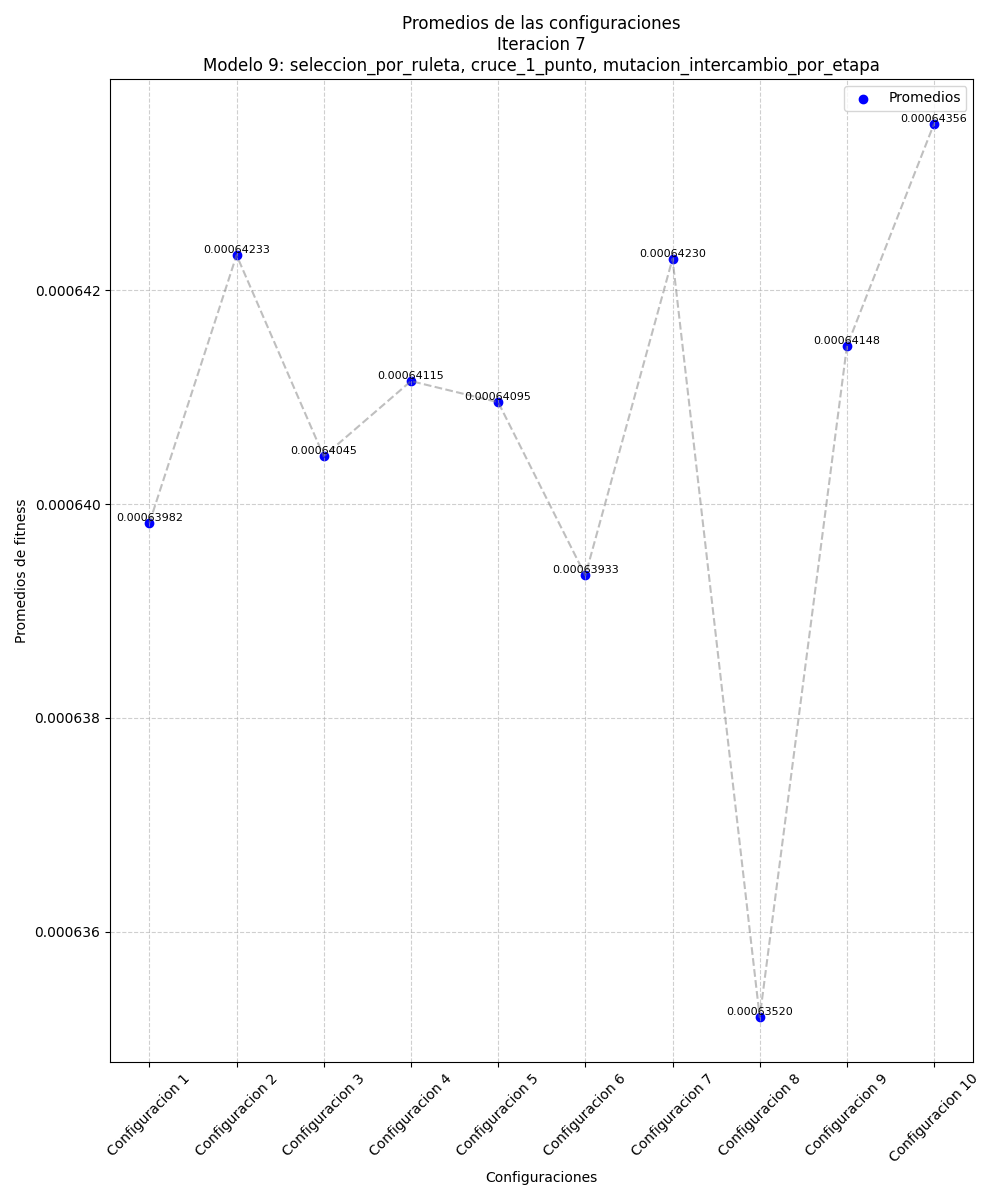 Promedios de las configuraciones
Iteracion 7
Modelo 9: seleccion_por_ruleta, cruce_1_punto, mutacion_intercambio_por_etapa
Promedios
0.00064356
0.00064233
0.00064230
0.000642
0.00064148
0.00064115
0.00064095
0.00064045
0.000640
0.00063982
0.00063933
Promedios de fitness
0.000638
0.000636
0.00063520
Configuracion 1
Configuracion 2
Configuracion 3
Configuracion 4
Configuracion 5
Configuracion 6
Configuracion 7
Configuracion 8
Configuracion 9
Configuracion 10
Configuraciones